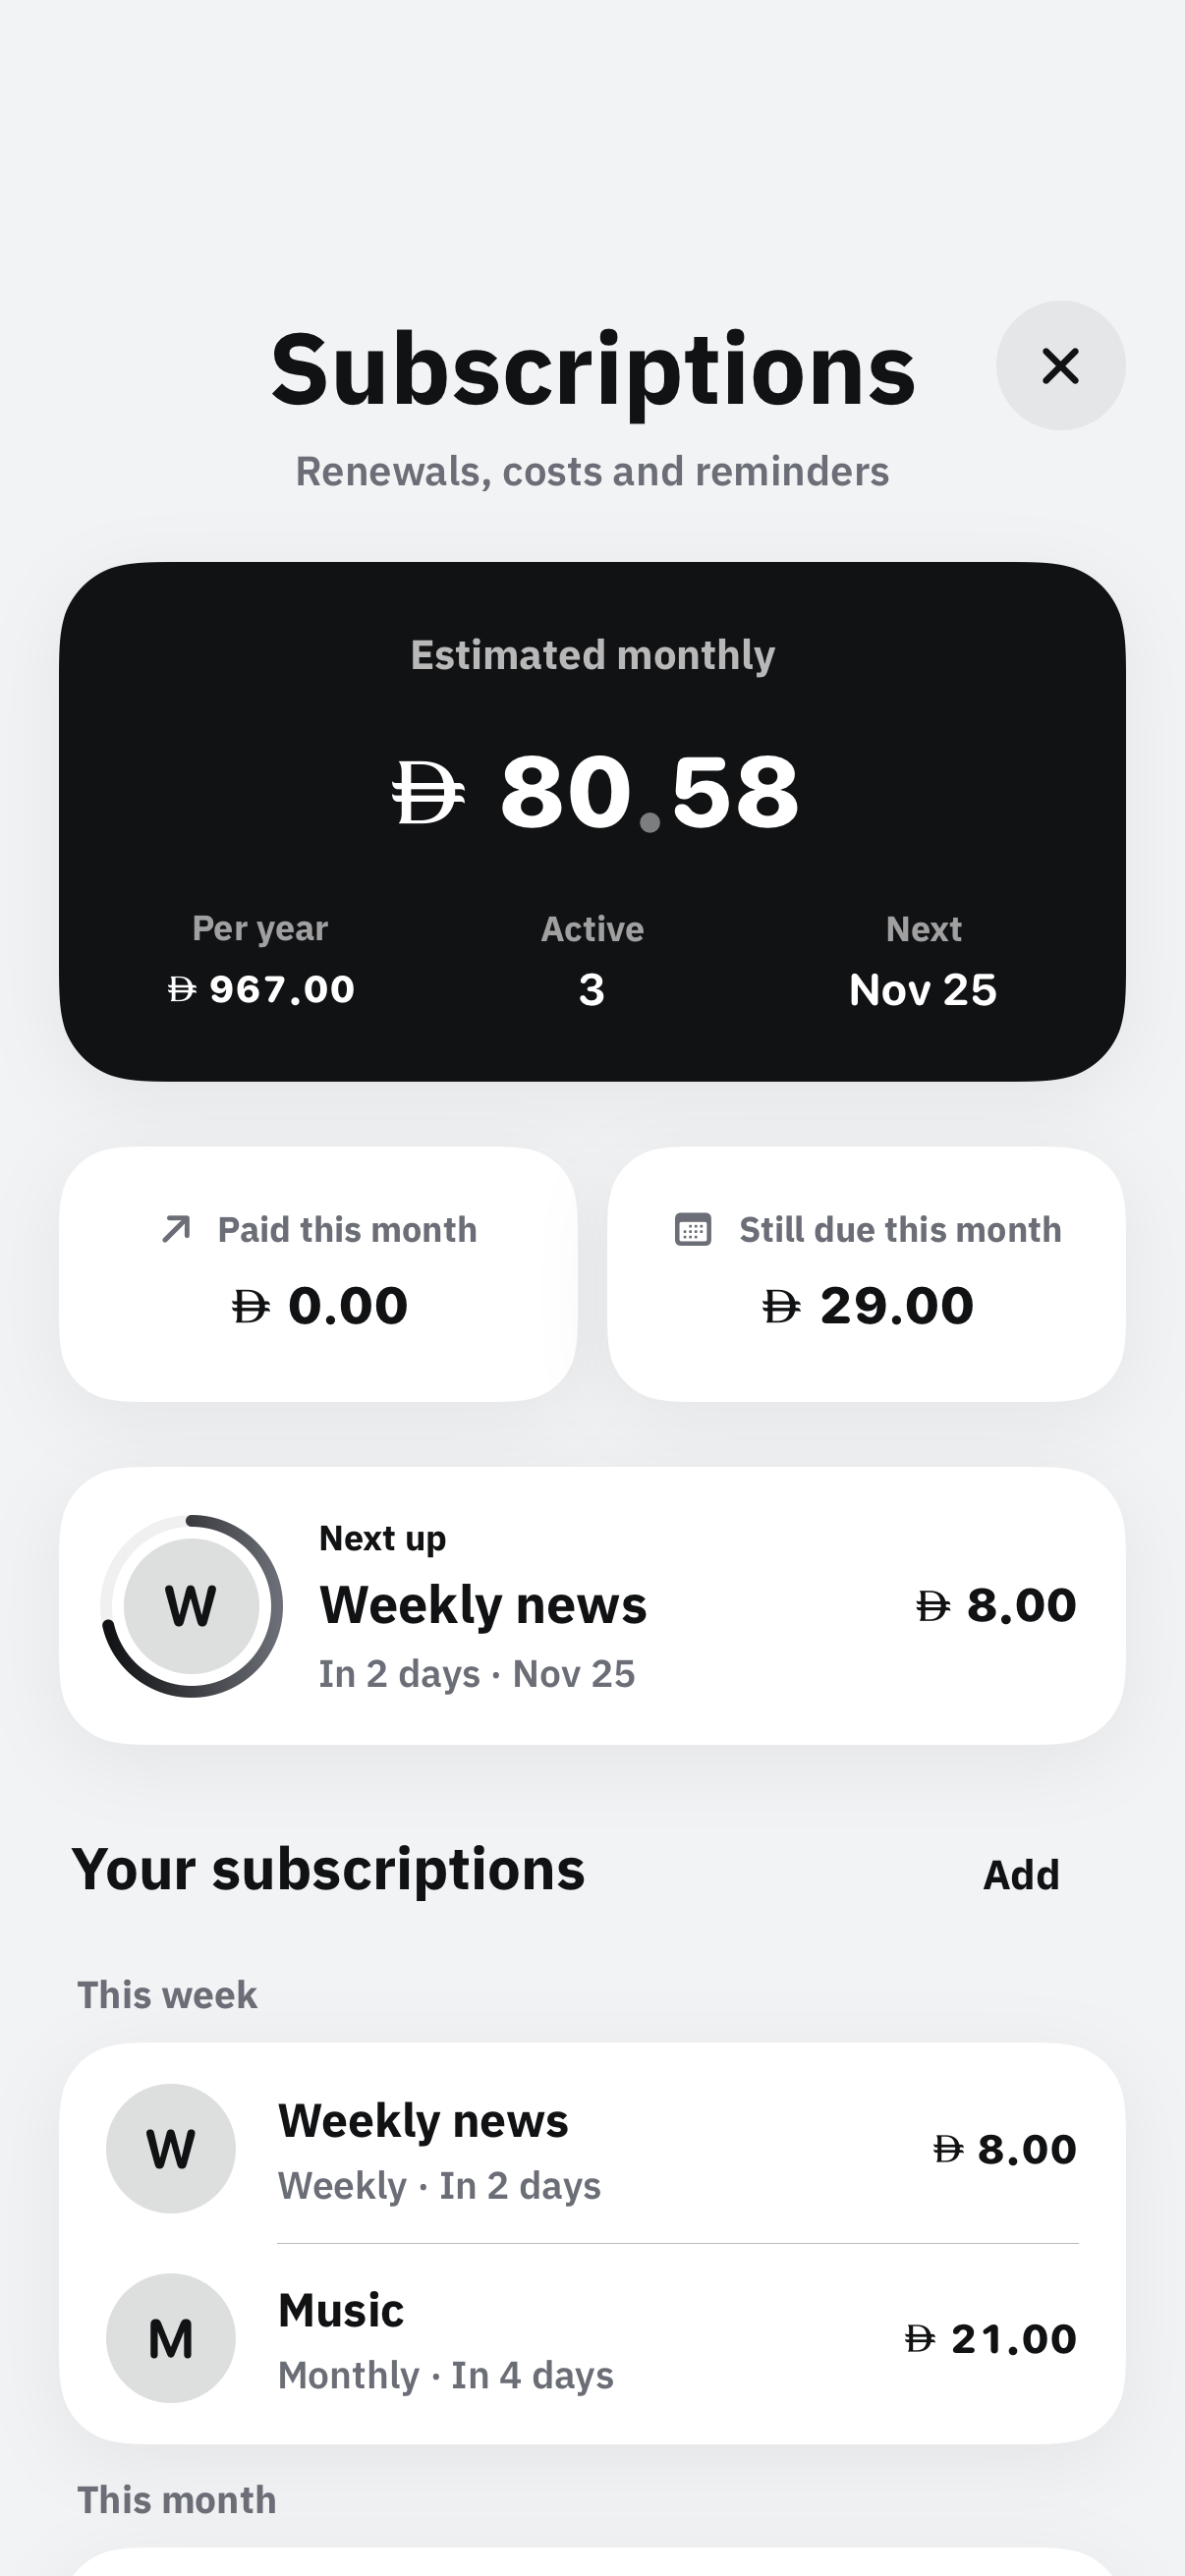 Subscriptions
Renewals, costs and reminders
Estimated monthly
 80.58
Per year
Active
Next
 967.00
3
Nov 25
Paid this month
Still due this month
 0.00
 29.00
Next up
W
Weekly news
 8.00
In 2 days · Nov 25
Your subscriptions
Add
This week
W
Weekly news
 8.00
Weekly · In 2 days
M
Music
 21.00
Monthly · In 4 days
This month